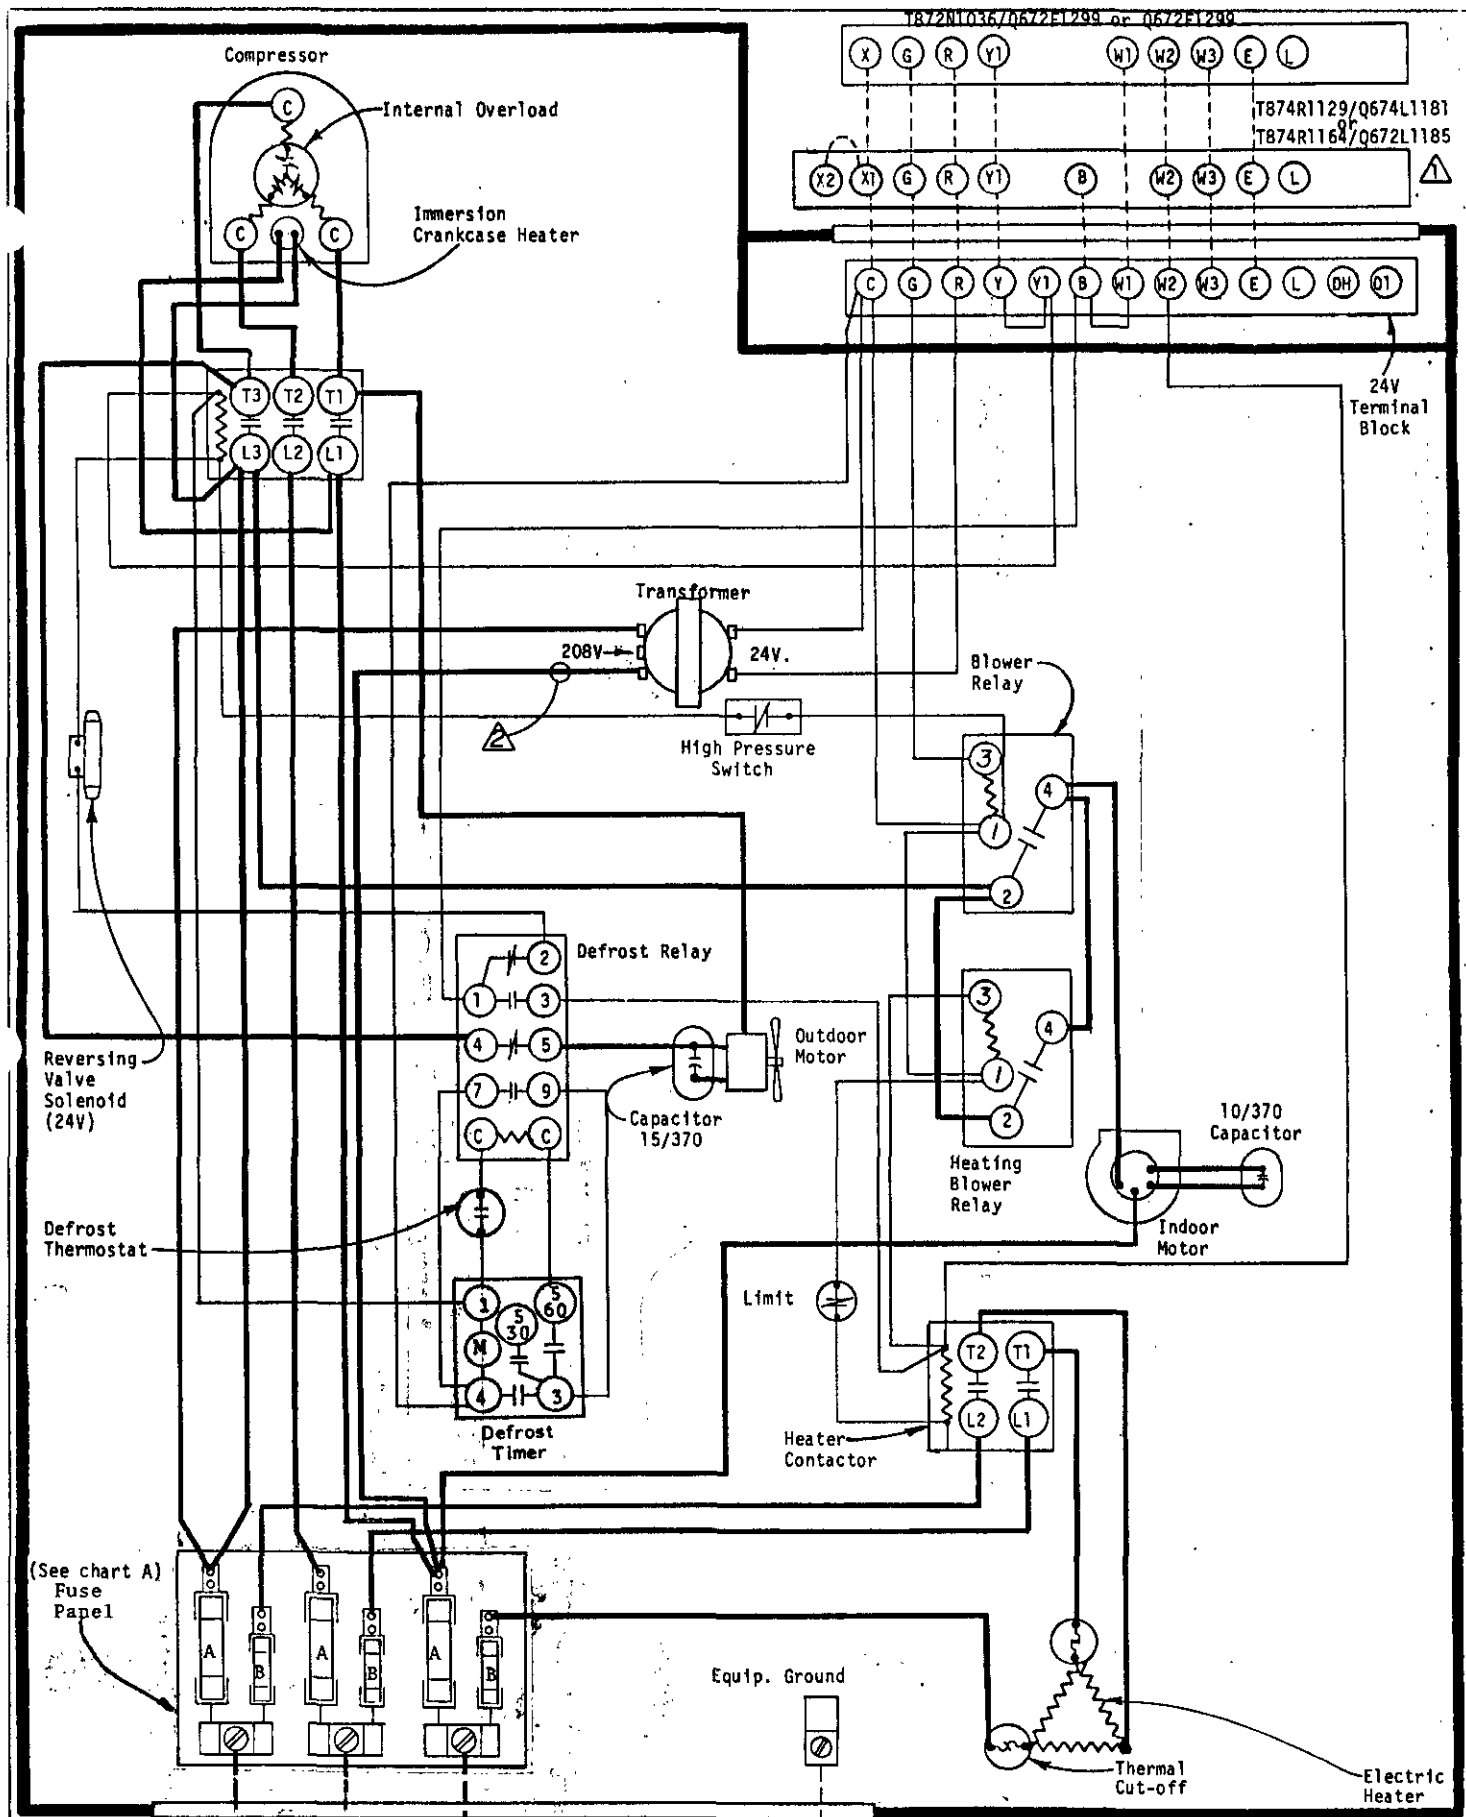 T872N1036/Q672E1299 or Q672F1299
X G R Y1 W1 W2 W3 E L
Compressor
C
Internal Overload
T874R1129/Q674L1181
or
T874R1164/Q672L1185
X2 X1 G R Y1 B W2 W3 E L
1
Immersion
Crankcase Heater
C C
C G R Y Y1 B W1 W2 W3 E L DH O1
24V
Terminal
Block
T3 T2 T1
L3 L2 L1
Transformer
208V
24V.
Blower
Relay
2
High Pressure
Switch
3
4
1
2
Defrost Relay
2
1 3
4 5
7 9
C C
Outdoor
Motor
Capacitor
15/370
3
4
1
2
Heating
Blower
Relay
10/370
Capacitor
Indoor
Motor
Reversing
Valve
Solenoid
(24V)
Defrost
Thermostat
1
5
30
5
60
M
4 3
Defrost
Timer
Limit
T2 T1
L2 L1
Heater
Contactor
(See chart A)
Fuse
Panel
A B A B A B
Equip. Ground
Thermal
Cut-off
Electric
Heater